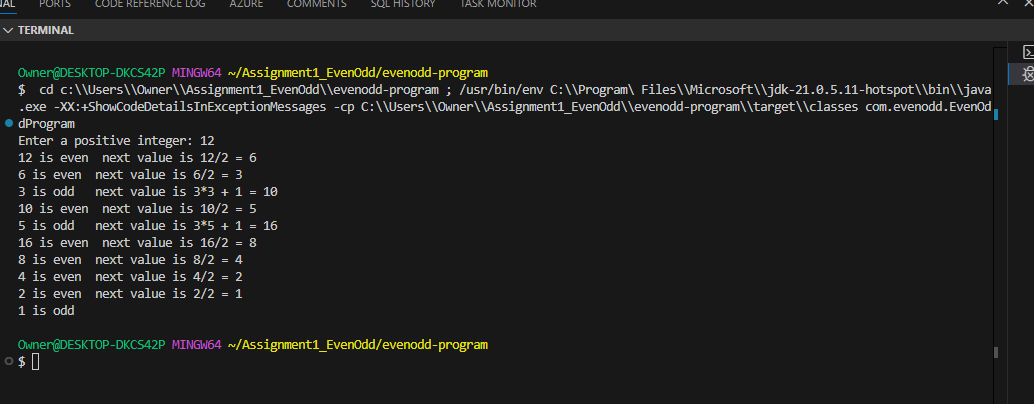 NAL PORTS CODE REFERENCE LOG AZURE COMMENTS SQL HISTORY TASK MONITOR
TERMINAL
Owner@DESKTOP-DKCS42P MINGW64 ~/Assignment1_EvenOdd/evenodd-program
$  cd c:\\Users\\Owner\\Assignment1_EvenOdd\\evenodd-program ; /usr/bin/env C:\\Program\ Files\\Microsoft\\jdk-21.0.5.11-hotspot\\bin\\java
.exe -XX:+ShowCodeDetailsInExceptionMessages -cp C:\\Users\\Owner\\Assignment1_EvenOdd\\evenodd-program\\target\\classes com.evenodd.EvenOd
dProgram
Enter a positive integer: 12
12 is even  next value is 12/2 = 6
6 is even  next value is 6/2 = 3
3 is odd   next value is 3*3 + 1 = 10
10 is even  next value is 10/2 = 5
5 is odd   next value is 3*5 + 1 = 16
16 is even  next value is 16/2 = 8
8 is even  next value is 8/2 = 4
4 is even  next value is 4/2 = 2
2 is even  next value is 2/2 = 1
1 is odd
Owner@DESKTOP-DKCS42P MINGW64 ~/Assignment1_EvenOdd/evenodd-program
$